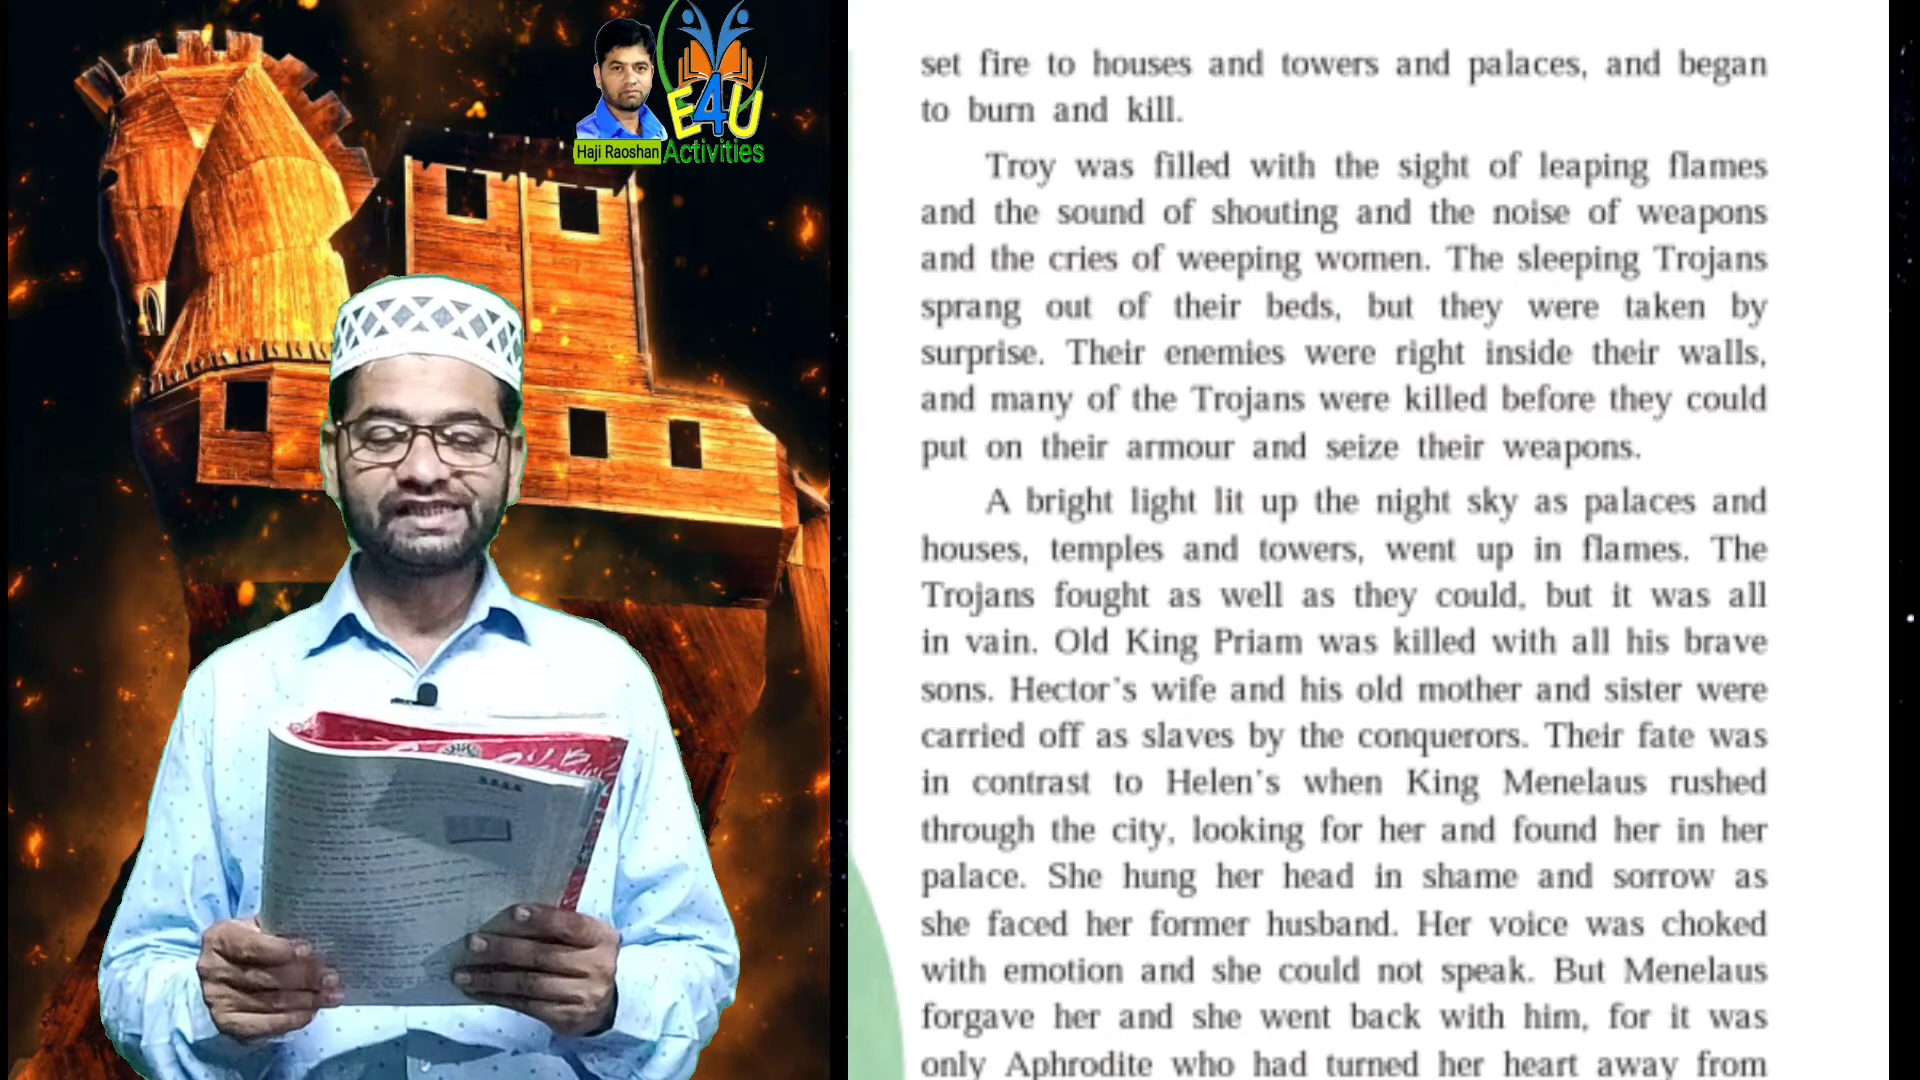 E4U
Haji Raoshan
Activities
set fire to houses and towers and palaces, and began
to burn and kill.
Troy was filled with the sight of leaping flames
and the sound of shouting and the noise of weapons
and the cries of weeping women. The sleeping Trojans
sprang out of their beds, but they were taken by
surprise. Their enemies were right inside their walls,
and many of the Trojans were killed before they could
put on their armour and seize their weapons.
A bright light lit up the night sky as palaces and
houses, temples and towers, went up in flames. The
Trojans fought as well as they could, but it was all
in vain. Old King Priam was killed with all his brave
sons. Hector's wife and his old mother and sister were
carried off as slaves by the conquerors. Their fate was
in contrast to Helen's when King Menelaus rushed
through the city, looking for her and found her in her
palace. She hung her head in shame and sorrow as
she faced her former husband. Her voice was choked
with emotion and she could not speak. But Menelaus
forgave her and she went back with him, for it was
only Aphrodite who had turned her heart away from